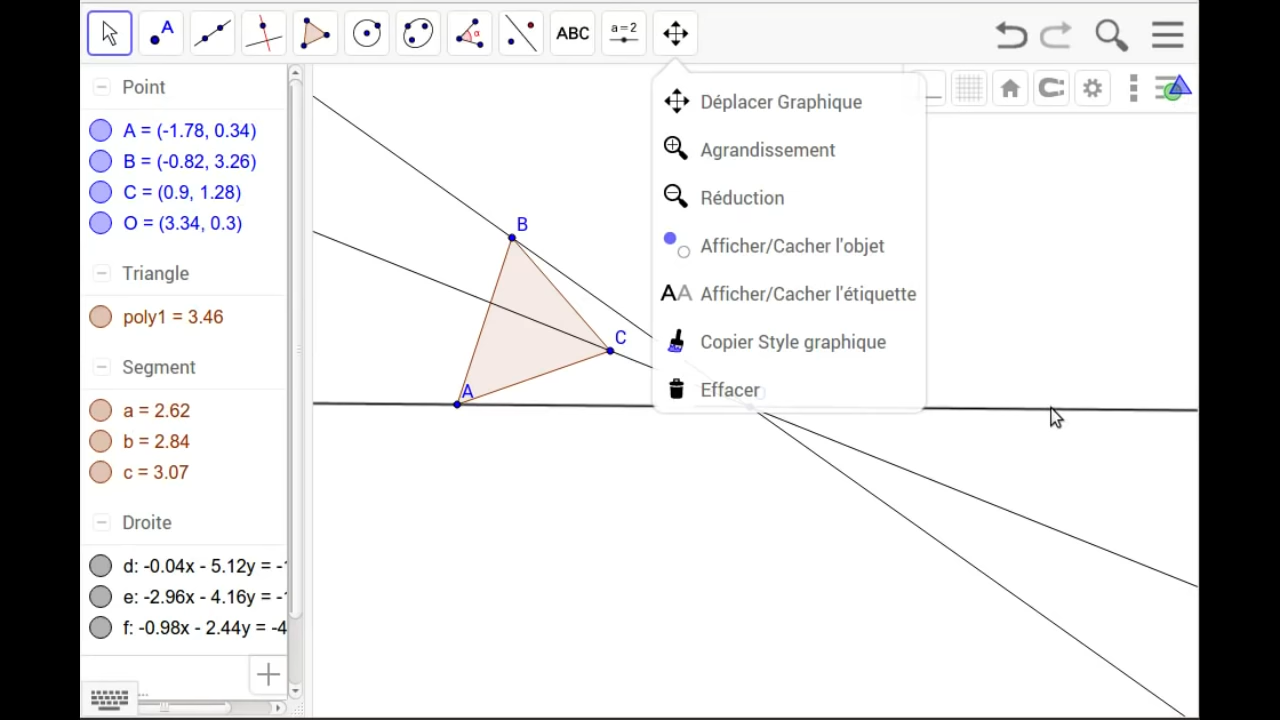 A
α
ABC
a=2
Point
A = (-1.78, 0.34)
B = (-0.82, 3.26)
C = (0.9, 1.28)
O = (3.34, 0.3)
Triangle
poly1 = 3.46
Segment
a = 2.62
b = 2.84
c = 3.07
Droite
d: -0.04x - 5.12y = -
e: -2.96x - 4.16y = -
f: -0.98x - 2.44y = -4
...
B
C
A
Déplacer Graphique
Agrandissement
Réduction
Afficher/Cacher l'objet
AA Afficher/Cacher l'étiquette
Copier Style graphique
Effacer